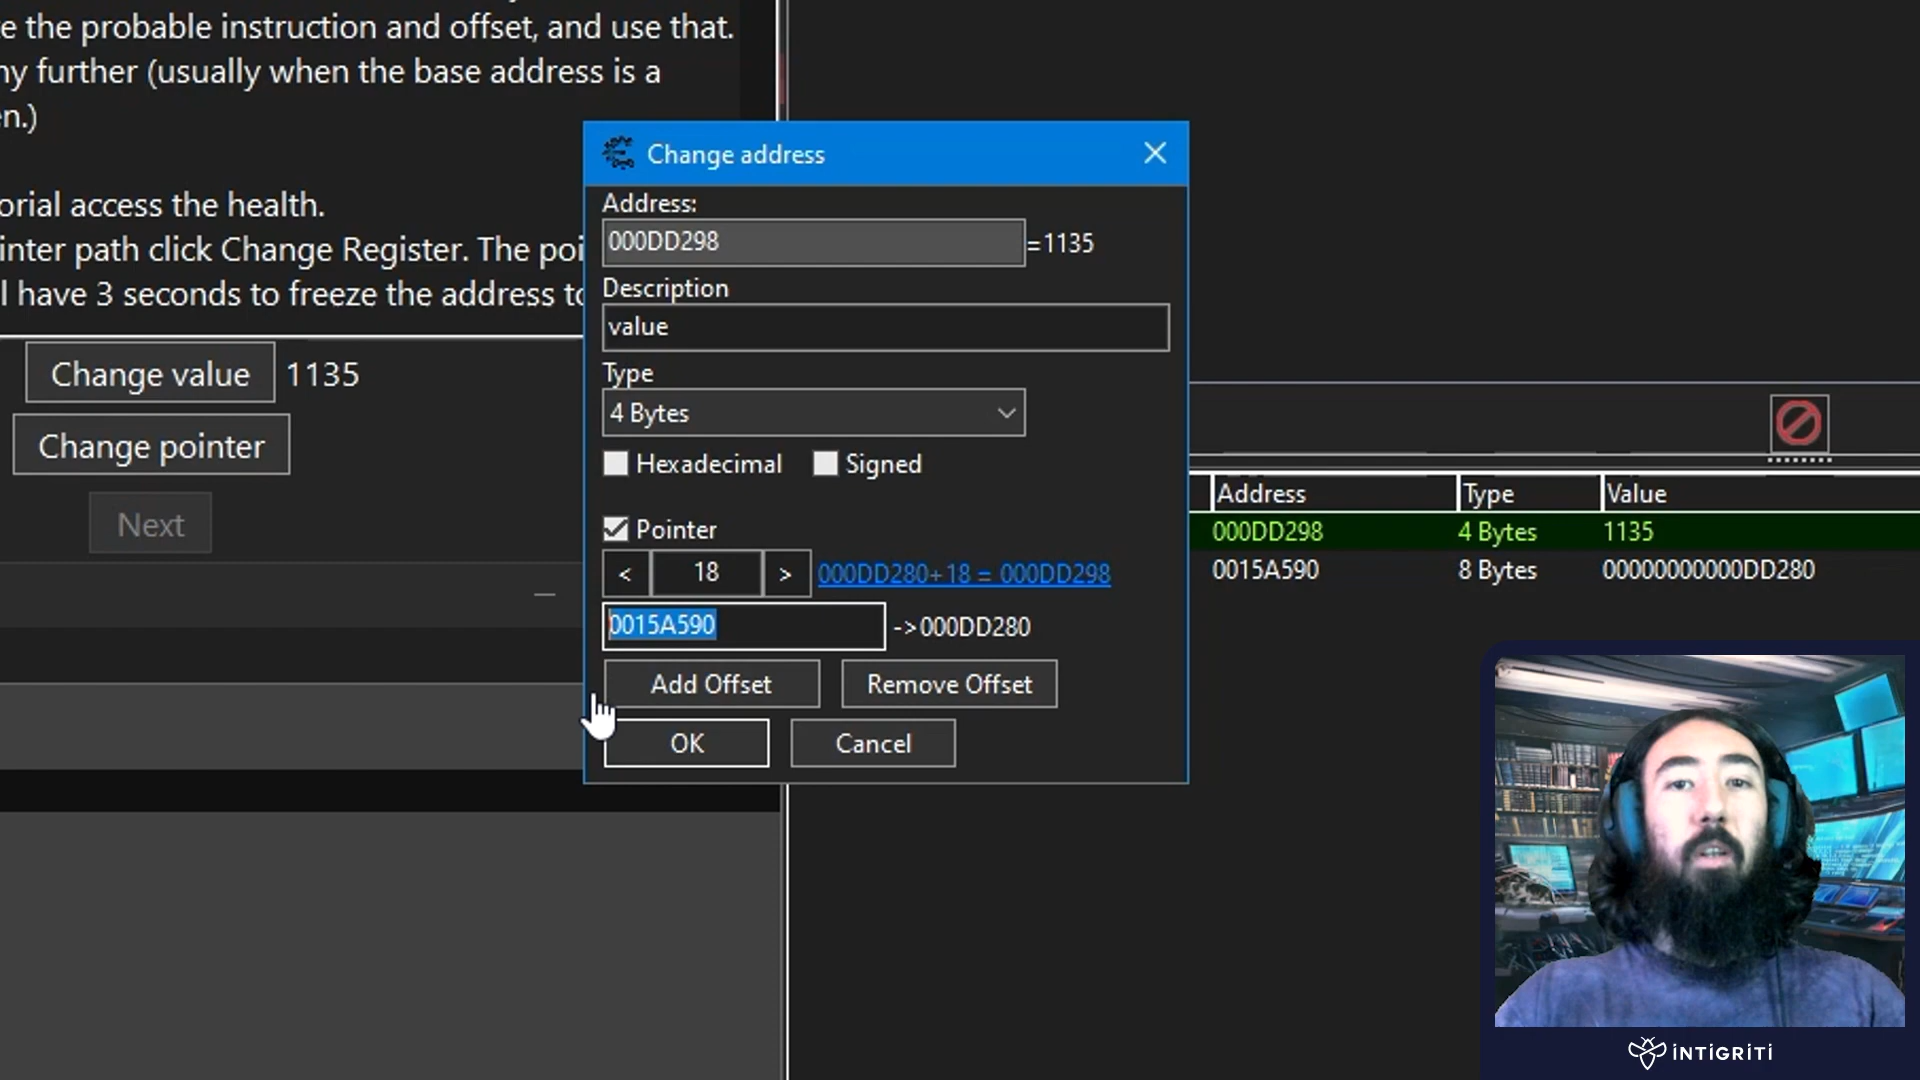 e the probable instruction and offset, and use that.
ny further (usually when the base address is a
en.)
orial access the health.
inter path click Change Register. The poi
l have 3 seconds to freeze the address to
Change value 1135
Change pointer
Next
Change address
Address:
000DD298 =1135
Description
value
Type
4 Bytes
Hexadecimal Signed
Pointer
< 18 > 000DD280+18 = 000DD298
0015A590 ->000DD280
Add Offset Remove Offset
OK Cancel
Address Type Value
000DD298 4 Bytes 1135
0015A590 8 Bytes 00000000000DD280
INTIGRITI